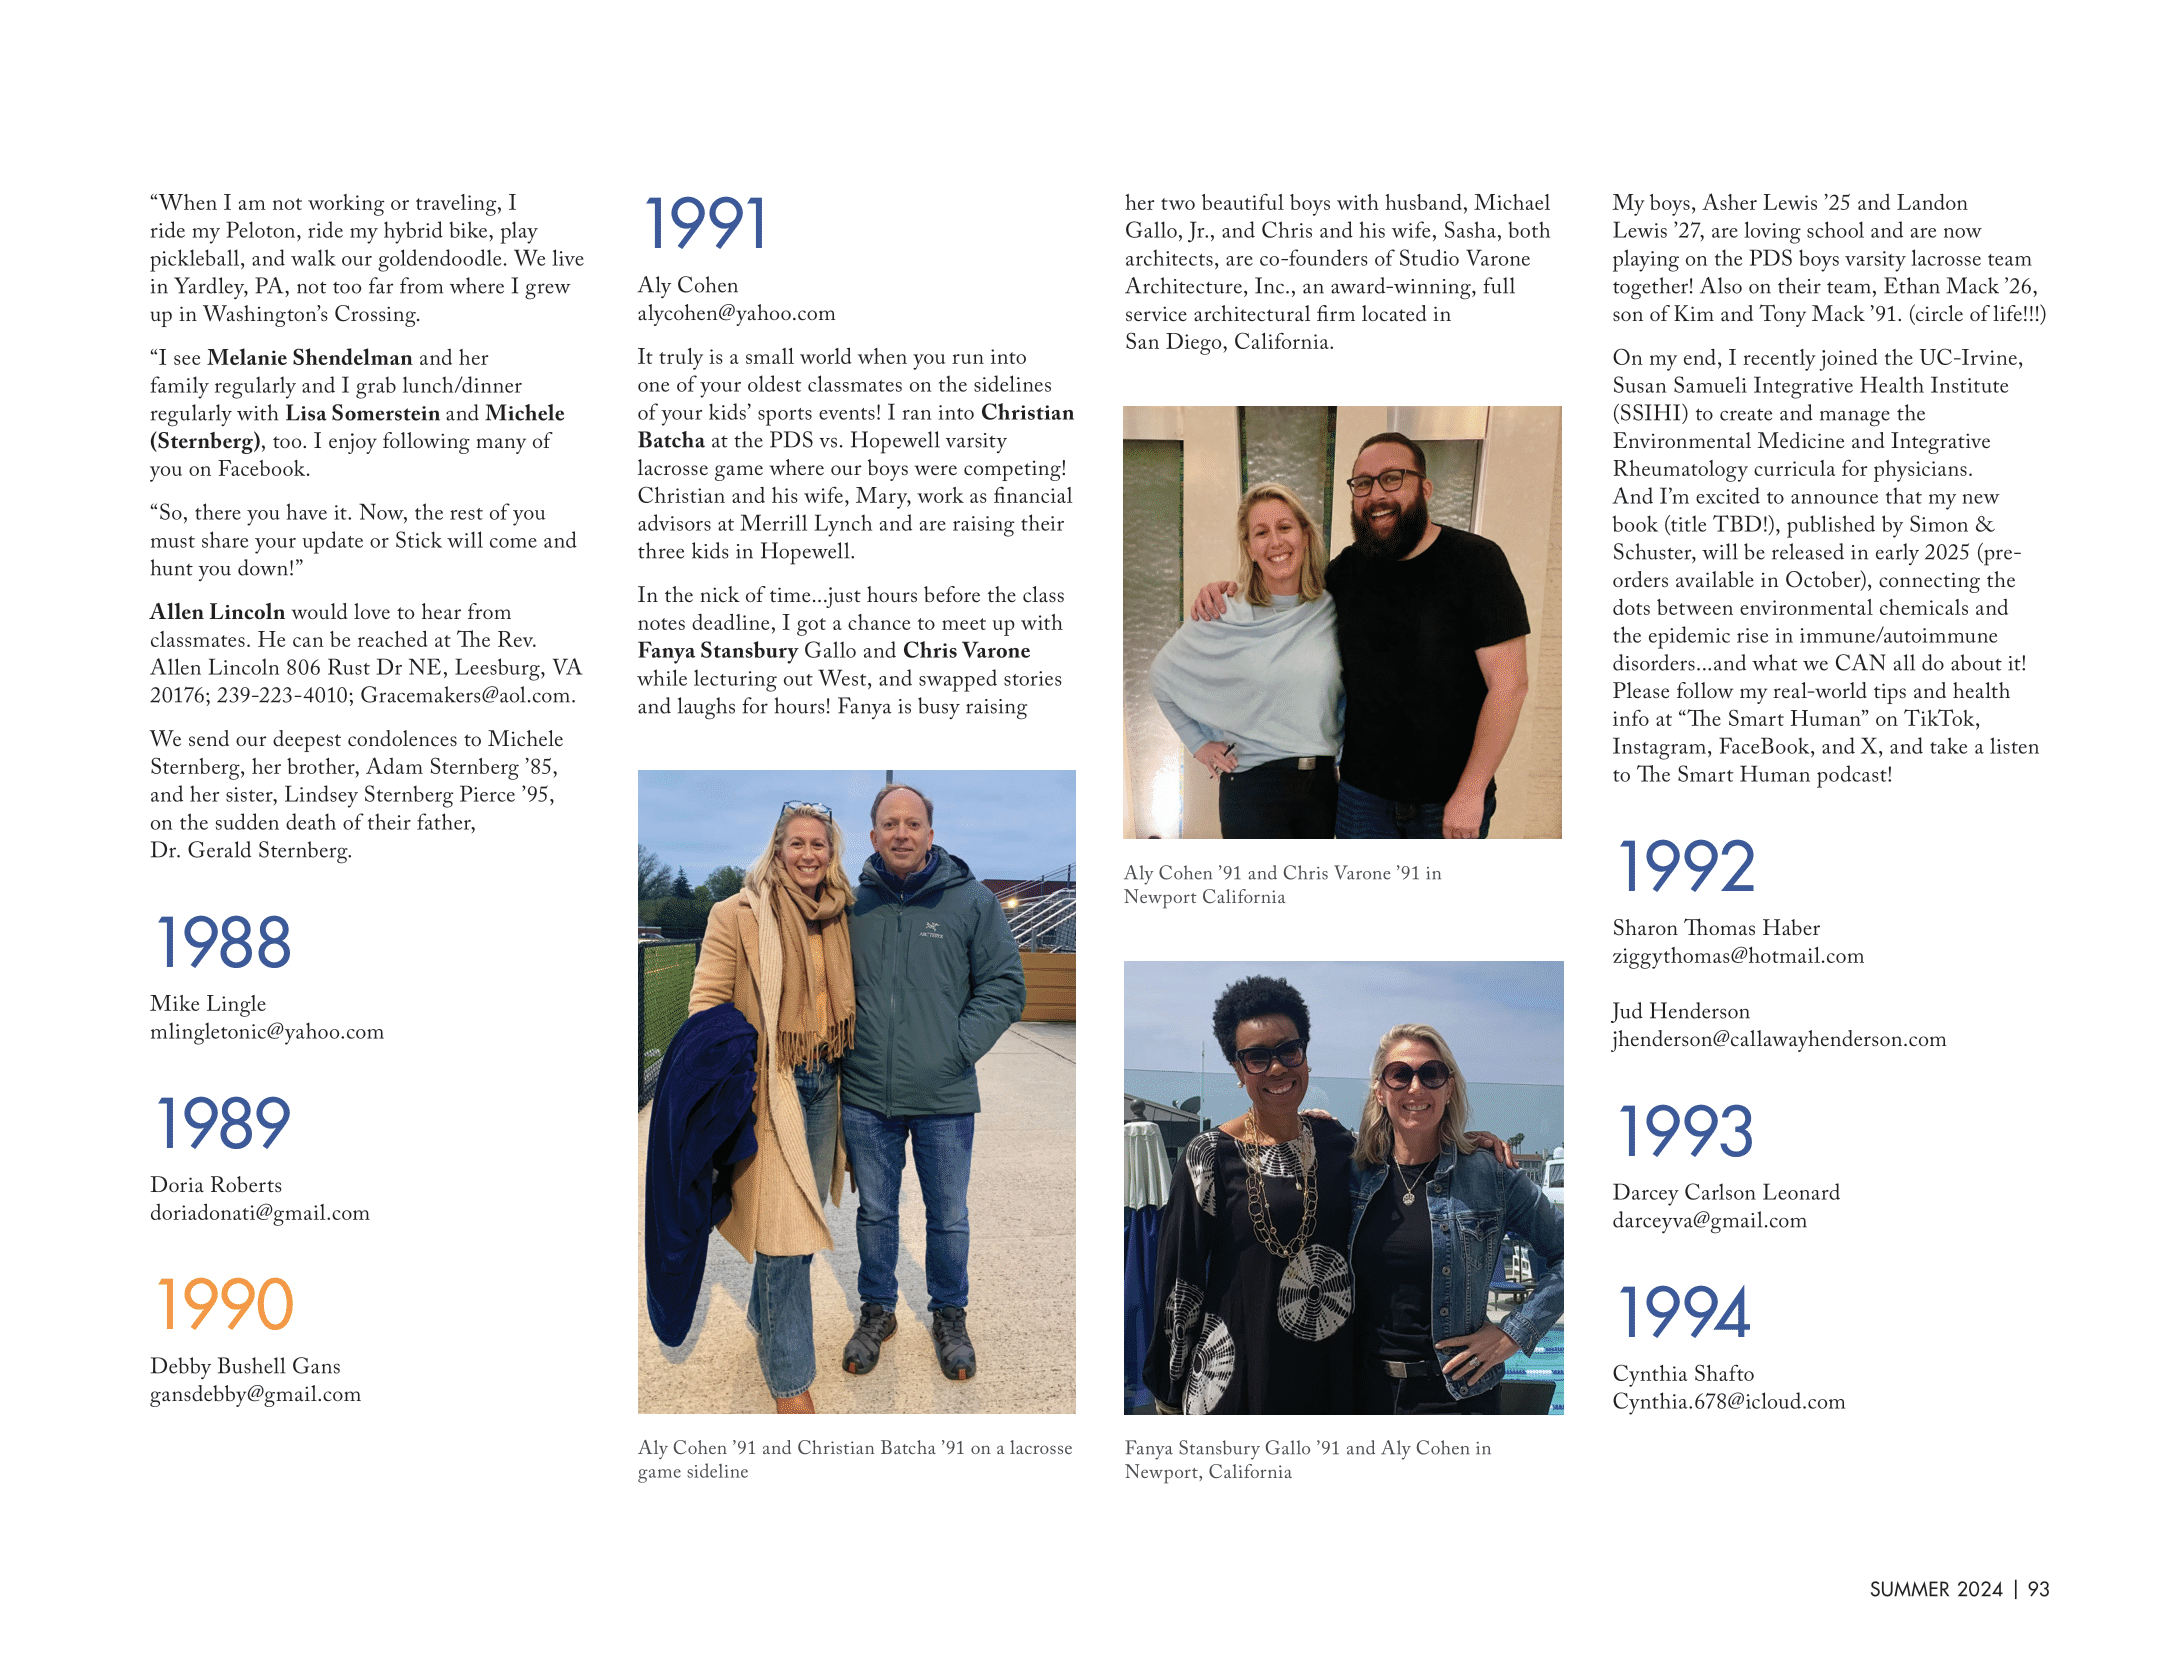 “When I am not working or traveling, I
ride my Peloton, ride my hybrid bike, play
pickleball, and walk our goldendoodle. We live
in Yardley, PA, not too far from where I grew
up in Washington’s Crossing.
“I see Melanie Shendelman and her
family regularly and I grab lunch/dinner
regularly with Lisa Somerstein and Michele
(Sternberg), too. I enjoy following many of
you on Facebook.
“So, there you have it. Now, the rest of you
must share your update or Stick will come and
hunt you down!”
Allen Lincoln would love to hear from
classmates. He can be reached at The Rev.
Allen Lincoln 806 Rust Dr NE, Leesburg, VA
20176; 239-223-4010; Gracemakers@aol.com.
We send our deepest condolences to Michele
Sternberg, her brother, Adam Sternberg ’85,
and her sister, Lindsey Sternberg Pierce ’95,
on the sudden death of their father,
Dr. Gerald Sternberg.
1988
Mike Lingle
mlingletonic@yahoo.com
1989
Doria Roberts
doriadonati@gmail.com
1990
Debby Bushell Gans
gansdebby@gmail.com
1991
Aly Cohen
alycohen@yahoo.com
It truly is a small world when you run into
one of your oldest classmates on the sidelines
of your kids’ sports events! I ran into Christian
Batcha at the PDS vs. Hopewell varsity
lacrosse game where our boys were competing!
Christian and his wife, Mary, work as financial
advisors at Merrill Lynch and are raising their
three kids in Hopewell.
In the nick of time...just hours before the class
notes deadline, I got a chance to meet up with
Fanya Stansbury Gallo and Chris Varone
while lecturing out West, and swapped stories
and laughs for hours! Fanya is busy raising
ARC'TERYX
Aly Cohen ’91 and Christian Batcha ’91 on a lacrosse
game sideline
her two beautiful boys with husband, Michael
Gallo, Jr., and Chris and his wife, Sasha, both
architects, are co-founders of Studio Varone
Architecture, Inc., an award-winning, full
service architectural firm located in
San Diego, California.
Aly Cohen ’91 and Chris Varone ’91 in
Newport California
Fanya Stansbury Gallo ’91 and Aly Cohen in
Newport, California
My boys, Asher Lewis ’25 and Landon
Lewis ’27, are loving school and are now
playing on the PDS boys varsity lacrosse team
together! Also on their team, Ethan Mack ’26,
son of Kim and Tony Mack ’91. (circle of life!!!)
On my end, I recently joined the UC-Irvine,
Susan Samueli Integrative Health Institute
(SSIHI) to create and manage the
Environmental Medicine and Integrative
Rheumatology curricula for physicians.
And I’m excited to announce that my new
book (title TBD!), published by Simon &
Schuster, will be released in early 2025 (pre-
orders available in October), connecting the
dots between environmental chemicals and
the epidemic rise in immune/autoimmune
disorders...and what we CAN all do about it!
Please follow my real-world tips and health
info at “The Smart Human” on TikTok,
Instagram, FaceBook, and X, and take a listen
to The Smart Human podcast!
1992
Sharon Thomas Haber
ziggythomas@hotmail.com
Jud Henderson
jhenderson@callawayhenderson.com
1993
Darcey Carlson Leonard
darceyva@gmail.com
1994
Cynthia Shafto
Cynthia.678@icloud.com
SUMMER 2024 | 93